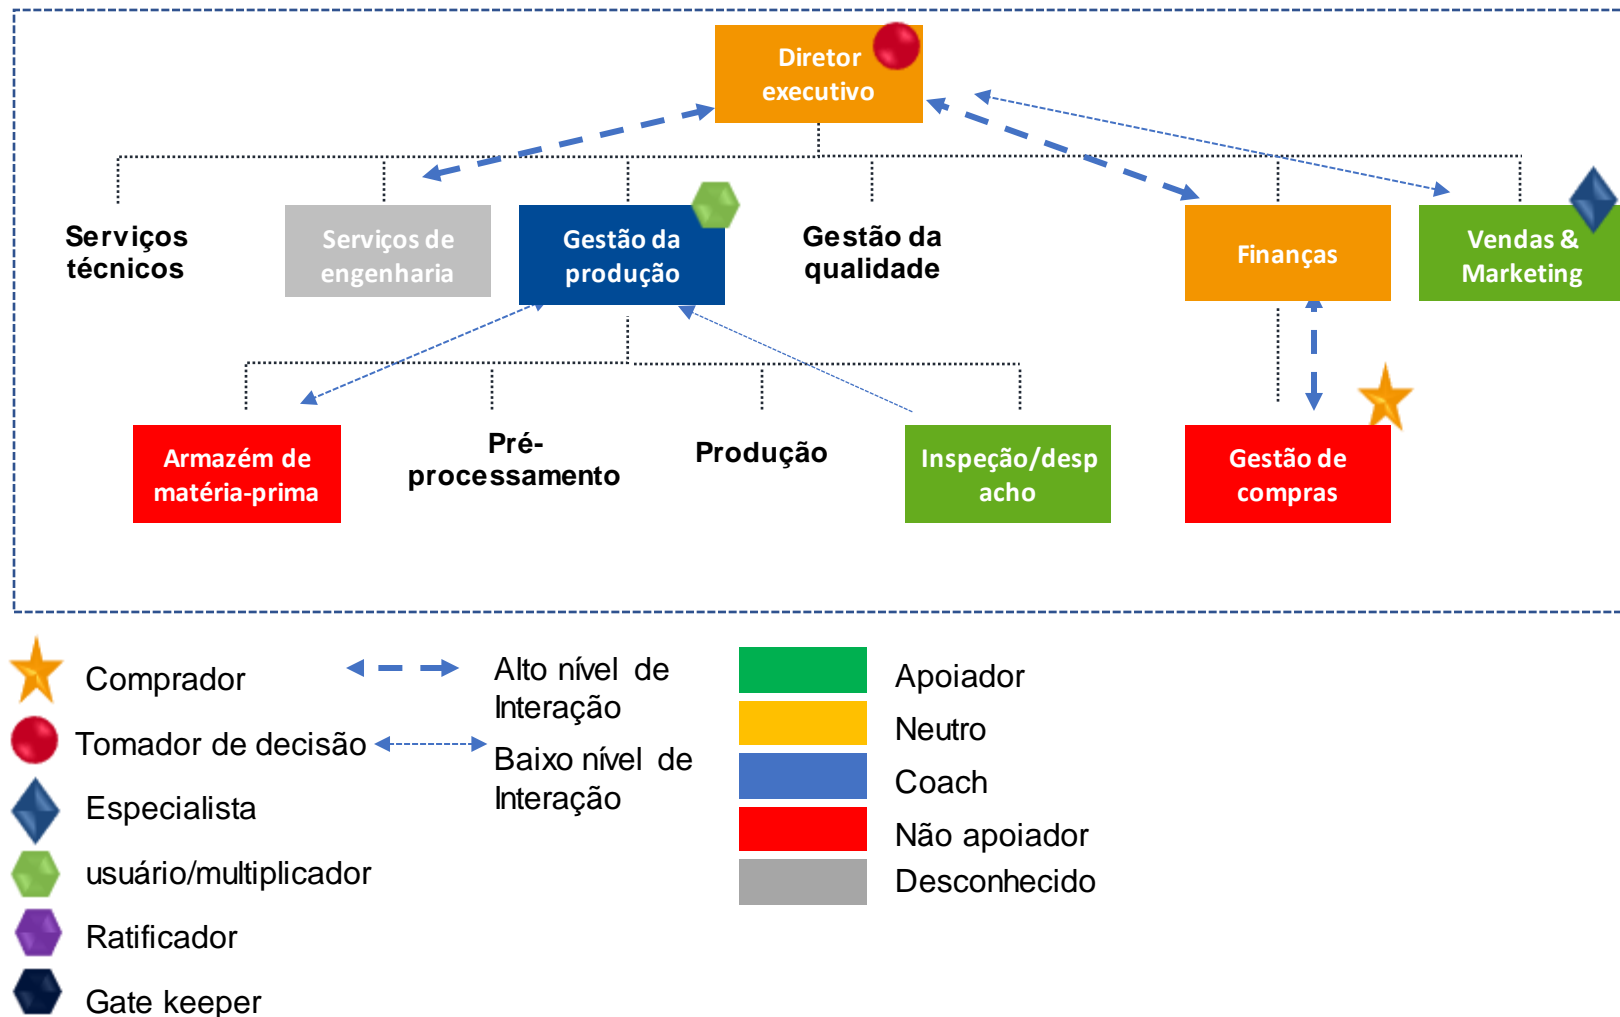 Diretor
executivo
Serviços
técnicos
Serviços de
engenharia
Gestão da
produção
Gestão da
qualidade
Finanças
Vendas &
Marketing
Armazém de
matéria-prima
Pré-
processamento
Produção
Inspeção/desp
acho
Gestão de
compras
Comprador
Tomador de decisão
Especialista
usuário/multiplicador
Ratificador
Gate keeper
Alto nível de
Interação
Baixo nível de
Interação
Apoiador
Neutro
Coach
Não apoiador
Desconhecido